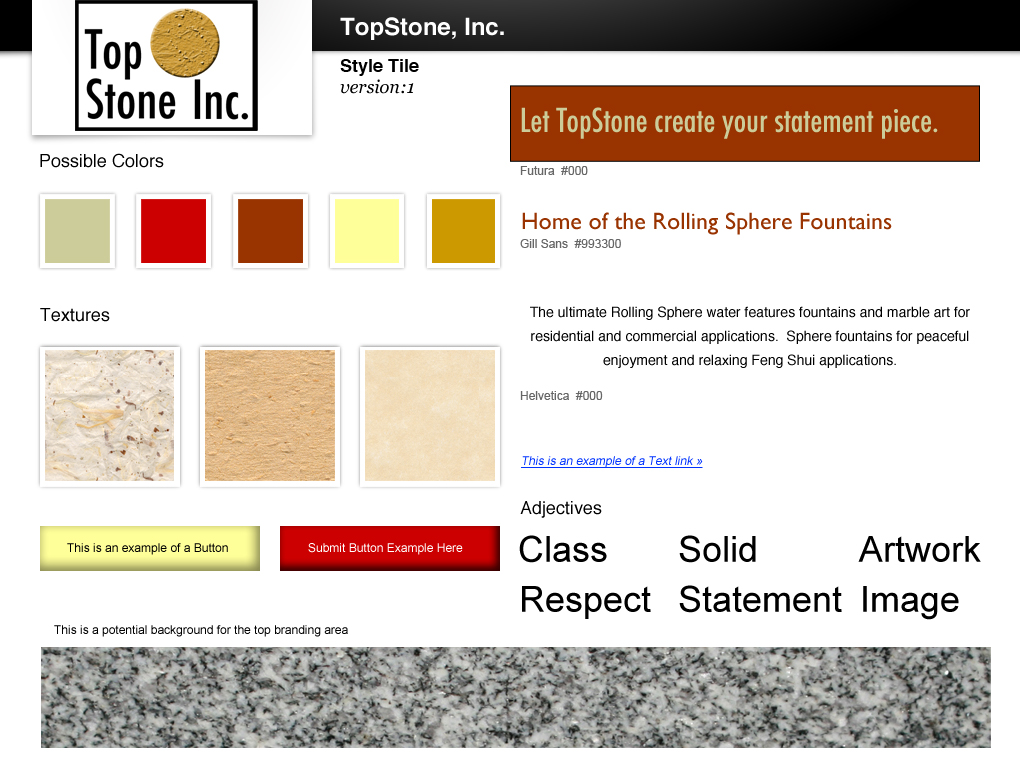 TopStone, Inc.
Top
Stone Inc.
Style Tile
version:1
Let TopStone create your statement piece.
Futura #000
Possible Colors
Home of the Rolling Sphere Fountains
Gill Sans #993300
Textures
The ultimate Rolling Sphere water features fountains and marble art for
residential and commercial applications. Sphere fountains for peaceful
enjoyment and relaxing Feng Shui applications.
Helvetica #000
This is an example of a Text link »
Adjectives
Class Solid Artwork
Respect Statement Image
This is an example of a Button
Submit Button Example Here
This is a potential background for the top branding area